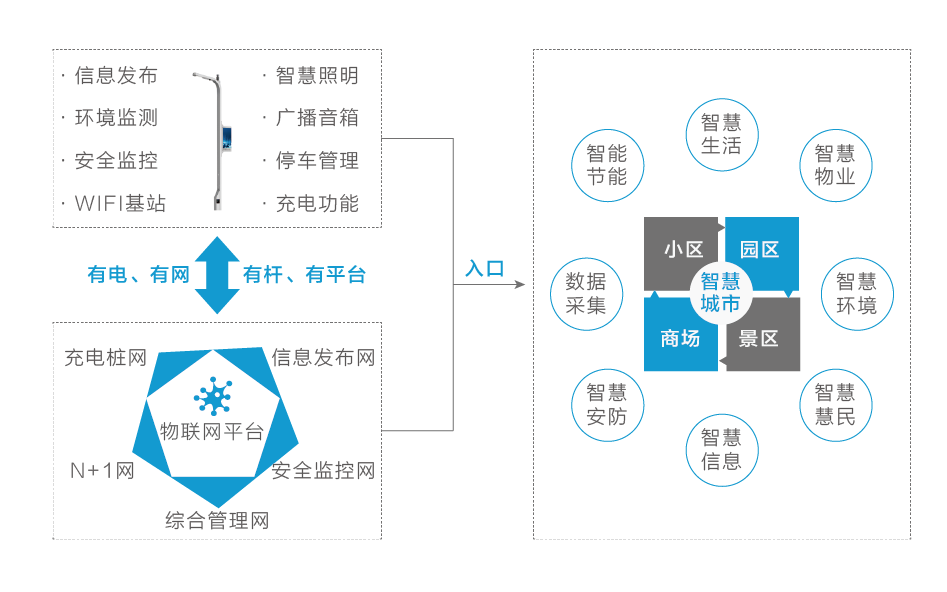 · 信息发布
· 环境监测
· 安全监控
· WIFI基站
· 智慧照明
· 广播音箱
· 停车管理
· 充电功能
有电、有网
有杆、有平台
充电桩网
信息发布网
物联网平台
N+1网
安全监控网
综合管理网
入口
智慧
生活
智能
节能
智慧
物业
小区
园区
智慧
城市
商场
景区
数据
采集
智慧
环境
智慧
安防
智慧
慧民
智慧
信息